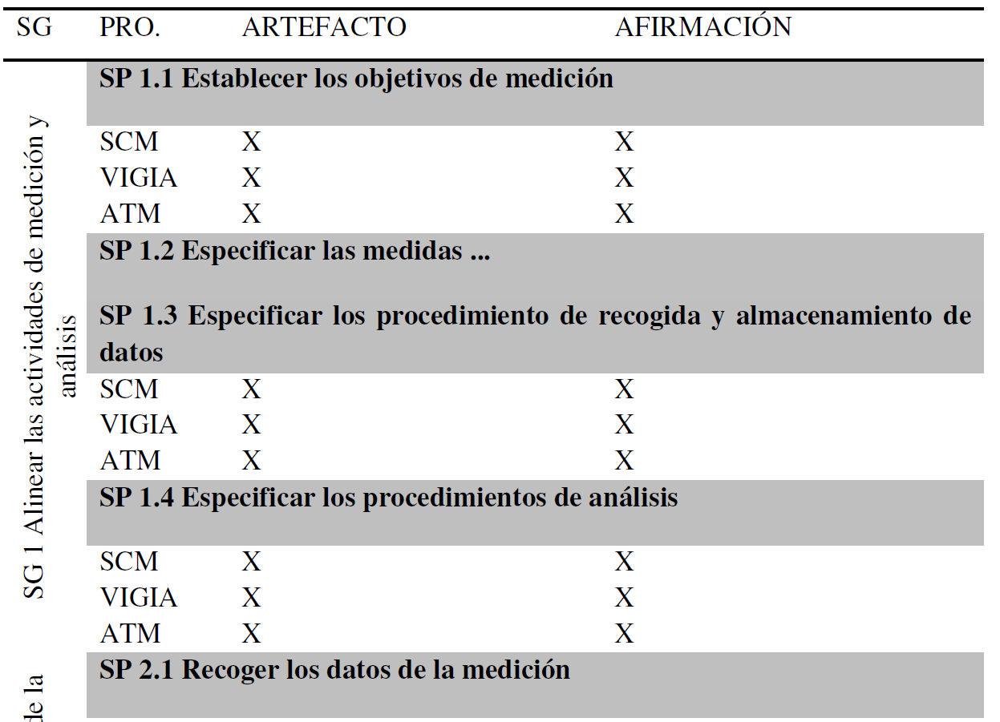 SG PRO. ARTEFACTO AFIRMACIÓN
SG 1 Alinear las actividades de medición y
análisis
SP 1.1 Establecer los objetivos de medición
SCM X X
VIGIA X X
ATM X X
SP 1.2 Especificar las medidas ...
SP 1.3 Especificar los procedimiento de recogida y almacenamiento de
datos
SCM X X
VIGIA X X
ATM X X
SP 1.4 Especificar los procedimientos de análisis
SCM X X
VIGIA X X
ATM X X
de la
SP 2.1 Recoger los datos de la medición